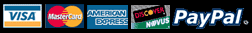 VISA
MasterCard
AMERICAN EXPRESS
DISCOVER
NOVUS
PayPal